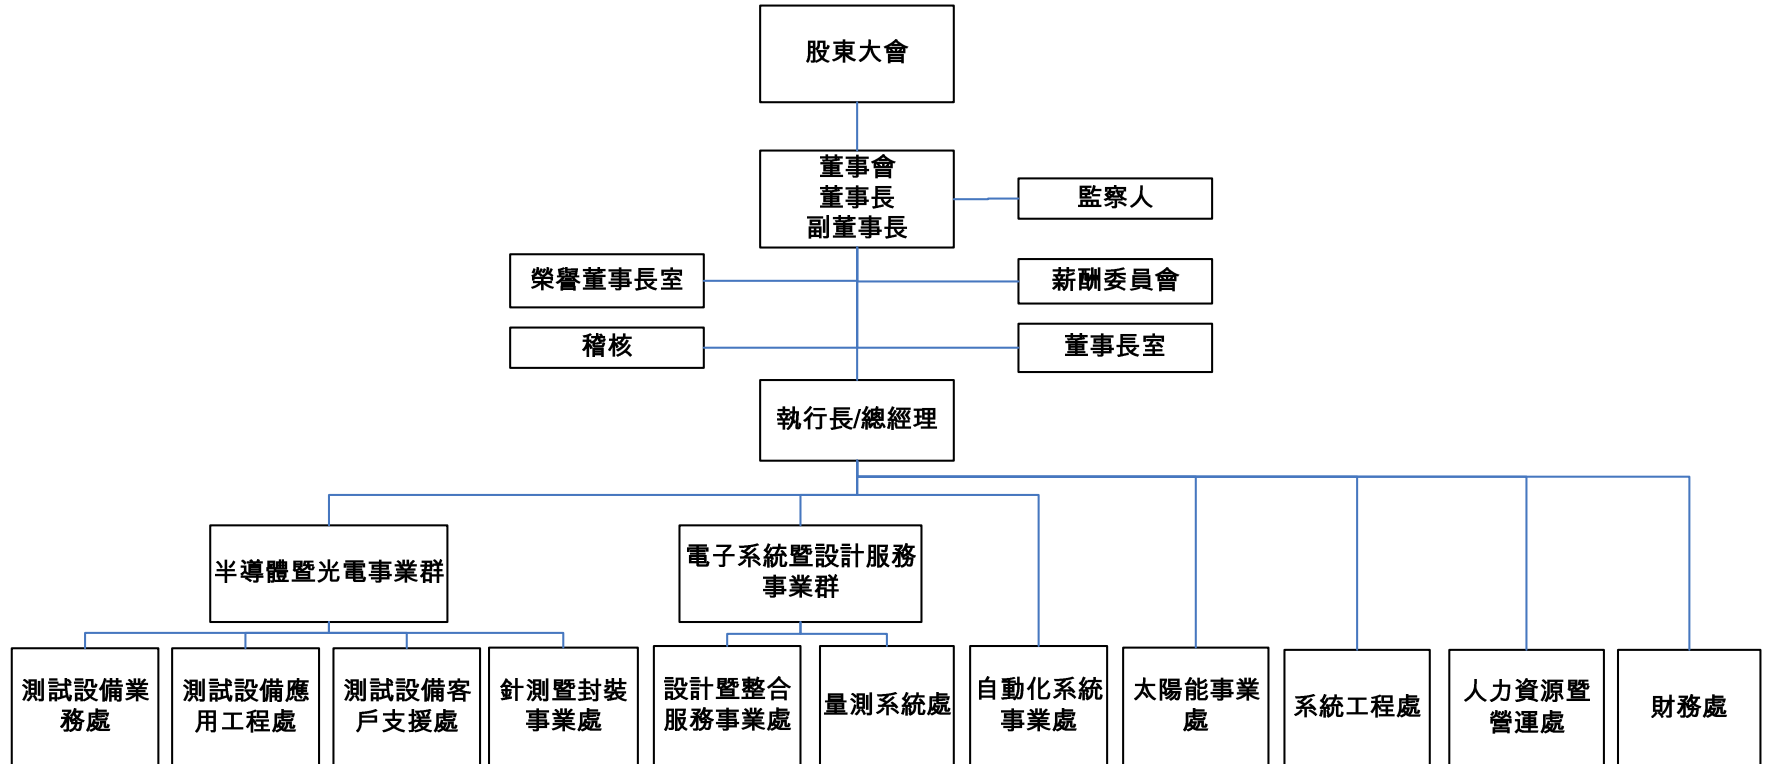 股東大會
董事會
董事長
副董事長
監察人
榮譽董事長室
薪酬委員會
稽核
董事長室
執行長/總經理
半導體暨光電事業群
電子系統暨設計服務
事業群
測試設備業
務處
測試設備應
用工程處
測試設備客
戶支援處
針測暨封裝
事業處
設計暨整合
服務事業處
量測系統處
自動化系統
事業處
太陽能事業
處
系統工程處
人力資源暨
營運處
財務處